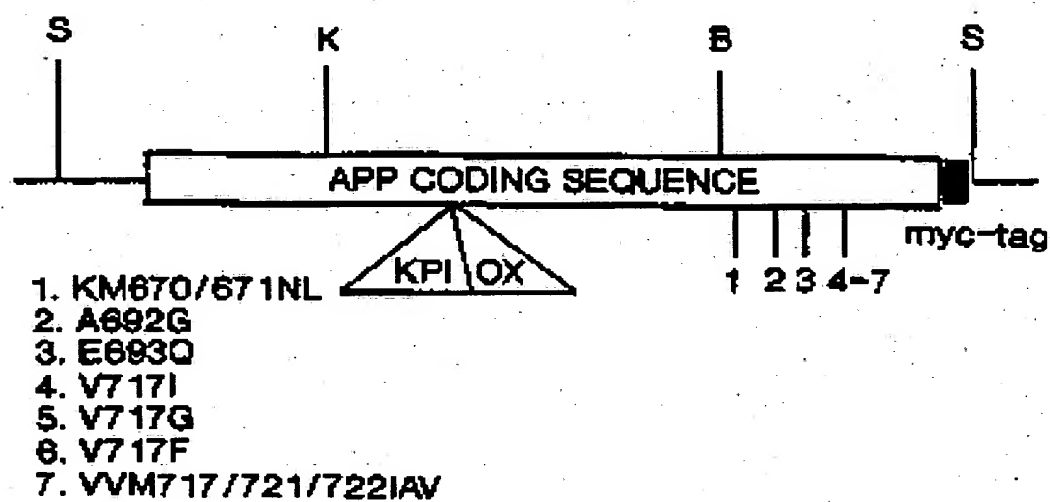 S K B S
APP CODING SEQUENCE
myc-tag
KPI OX
1 2 3 4-7
1. KM670/671NL
2. A692G
3. E693Q
4. V717I
5. V717G
6. V717F
7. VVM717/721/722IAV